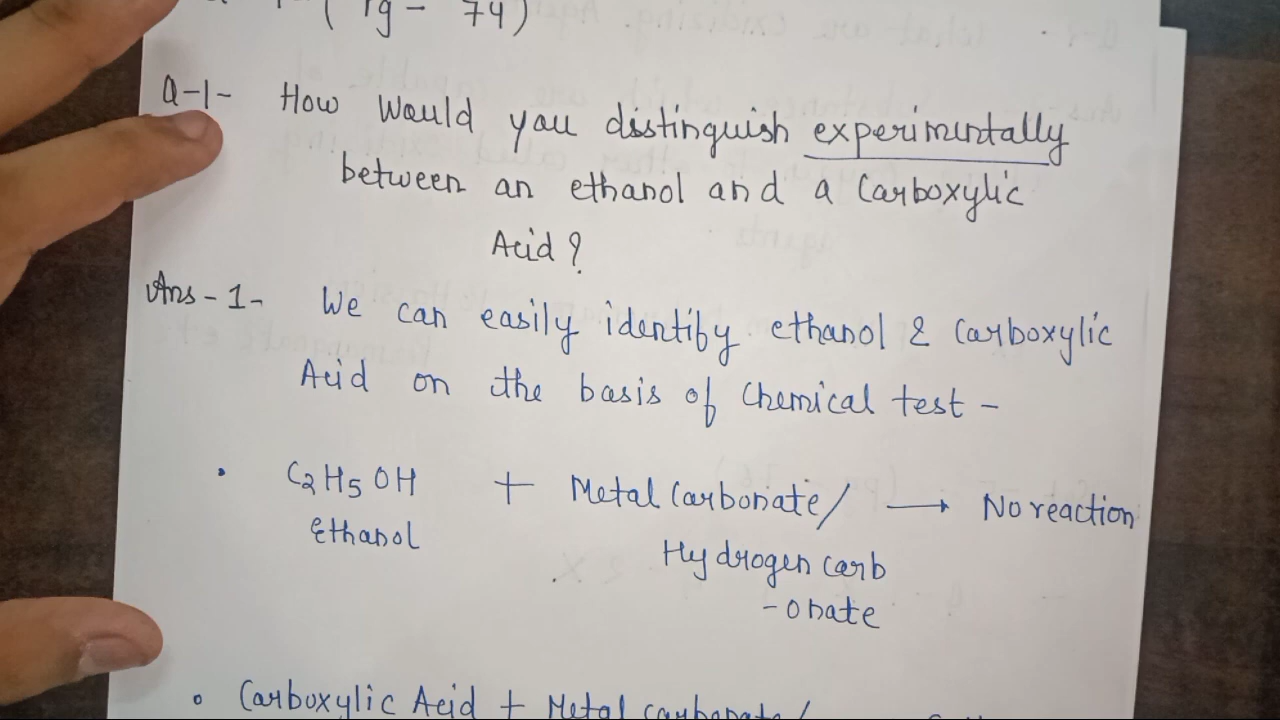 ( Pg - 74)
Q-1- How Would you distinguish experimentally
between an ethanol and a Carboxylic
Acid?
Ans-1- We can easily identify ethanol & Carboxylic
Acid on the basis of Chemical test -
• C2H5OH + Metal Carbonate/ → No reaction
Ethanol Hydrogen carb
-onate
• Carboxylic Acid + Metal carbonate/